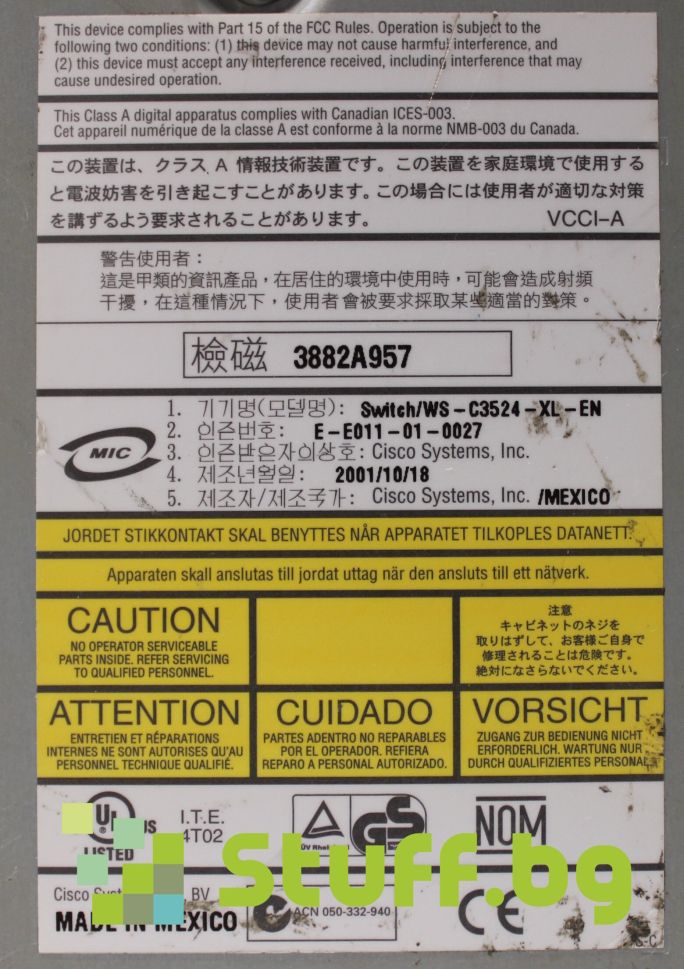 This device complies with Part 15 of the FCC Rules. Operation is subject to the
following two conditions: (1) this device may not cause harmful interference, and
(2) this device must accept any interference received, including interference that may
cause undesired operation.
This Class A digital apparatus complies with Canadian ICES-003.
Cet appareil numérique de la classe A est conforme à la norme NMB-003 du Canada.
この装置は、クラス A 情報技術装置です。この装置を家庭環境で使用する
と電波妨害を引き起こすことがあります。この場合には使用者が適切な対策
を講ずるよう要求されることがあります。 VCCI-A
警告使用者：
這是甲類的資訊產品，在居住的環境中使用時，可能會造成射頻
干擾，在這種情況下，使用者會被要求採取某些適當的對策。
檢磁 3882A957
MIC
1. 기기명(모델명): Switch/WS-C3524-XL-EN
2. 인증번호: E-E011-01-0027
3. 인증받은자의상호: Cisco Systems, Inc.
4. 제조년월일: 2001/10/18
5. 제조자/제조국가: Cisco Systems, Inc. /MEXICO
JORDET STIKKONTAKT SKAL BENYTTES NÅR APPARATET TILKOPLES DATANETT.
Apparaten skall anslutas till jordat uttag när den ansluts till ett nätverk.
CAUTION
NO OPERATOR SERVICEABLE
PARTS INSIDE. REFER SERVICING
TO QUALIFIED PERSONNEL.
注意
キャビネットのネジを
取りはずして、お客様ご自身で
修理されることは危険です。
絶対になさらないでください。
ATTENTION
ENTRETIEN ET RÉPARATIONS
INTERNES NE SONT AUTORISES QU'AU
PERSONNEL TECHNIQUE QUALIFIÉ.
CUIDADO
PARTES ADENTRO NO REPARABLES
POR EL OPERADOR. REFIERA
REPARO A PERSONAL AUTORIZADO.
VORSICHT
ZUGANG ZUR BEDIENUNG NICHT
ERFORDERLICH. WARTUNG NUR
DURCH QUALIFIZIERTES PERSONAL
UL US
LISTED
I.T.E.
4T02
TÜV Rheinland
GS
NOM
Stuff.bg
Cisco BV
MADE IN MEXICO
ACN 050-332-940
CE